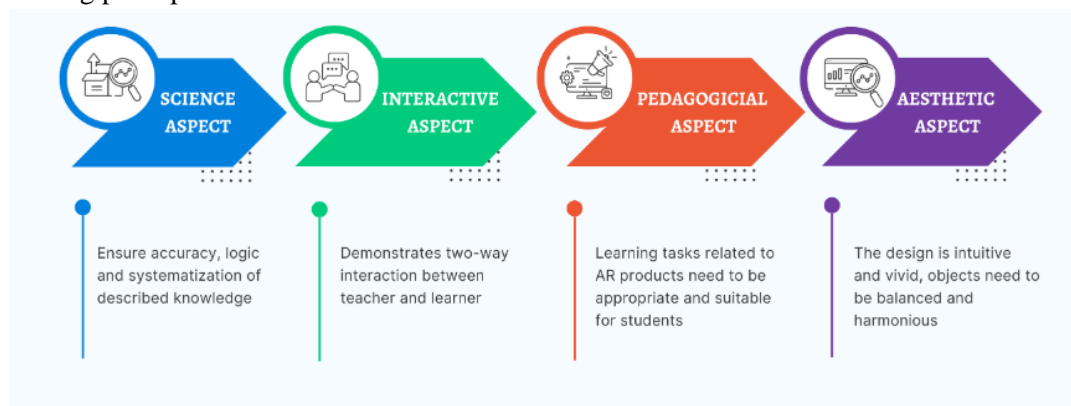 SCIENCE
ASPECT
INTERACTIVE
ASPECT
PEDAGOGICIAL
ASPECT
AESTHETIC
ASPECT
Ensure accuracy, logic
and systematization of
described knowledge
Demonstrates two-way
interaction between
teacher and learner
Learning tasks related to
AR products need to be
appropriate and suitable
for students
The design is intuitive
and vivid, objects need to
be balanced and
harmonious